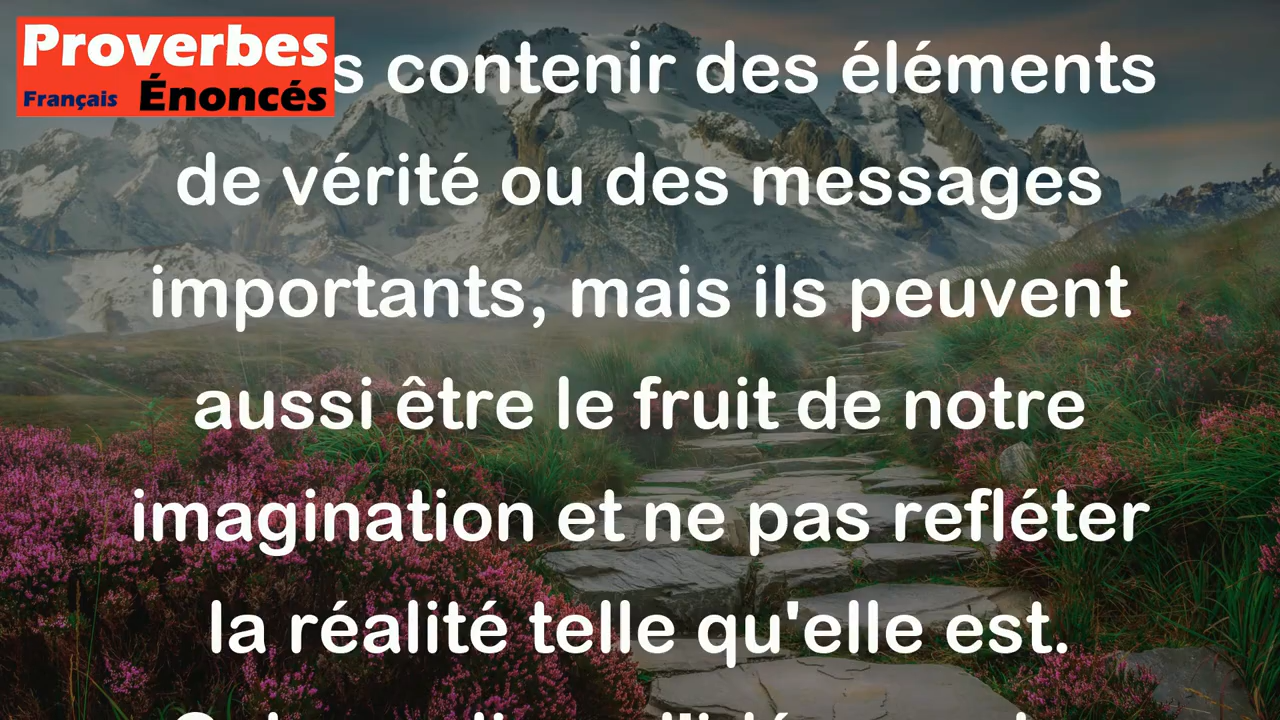 Proverbes
Français Énoncés
contenir des éléments
de vérité ou des messages
importants, mais ils peuvent
aussi être le fruit de notre
imagination et ne pas refléter
la réalité telle qu'elle est.